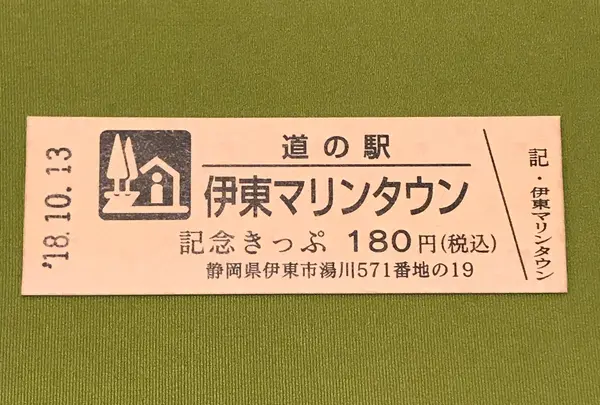 '18.10.13
道の駅
伊東マリンタウン
記念きっぷ 180円(税込)
静岡県伊東市湯川571番地の19
記・伊東マリンタウン